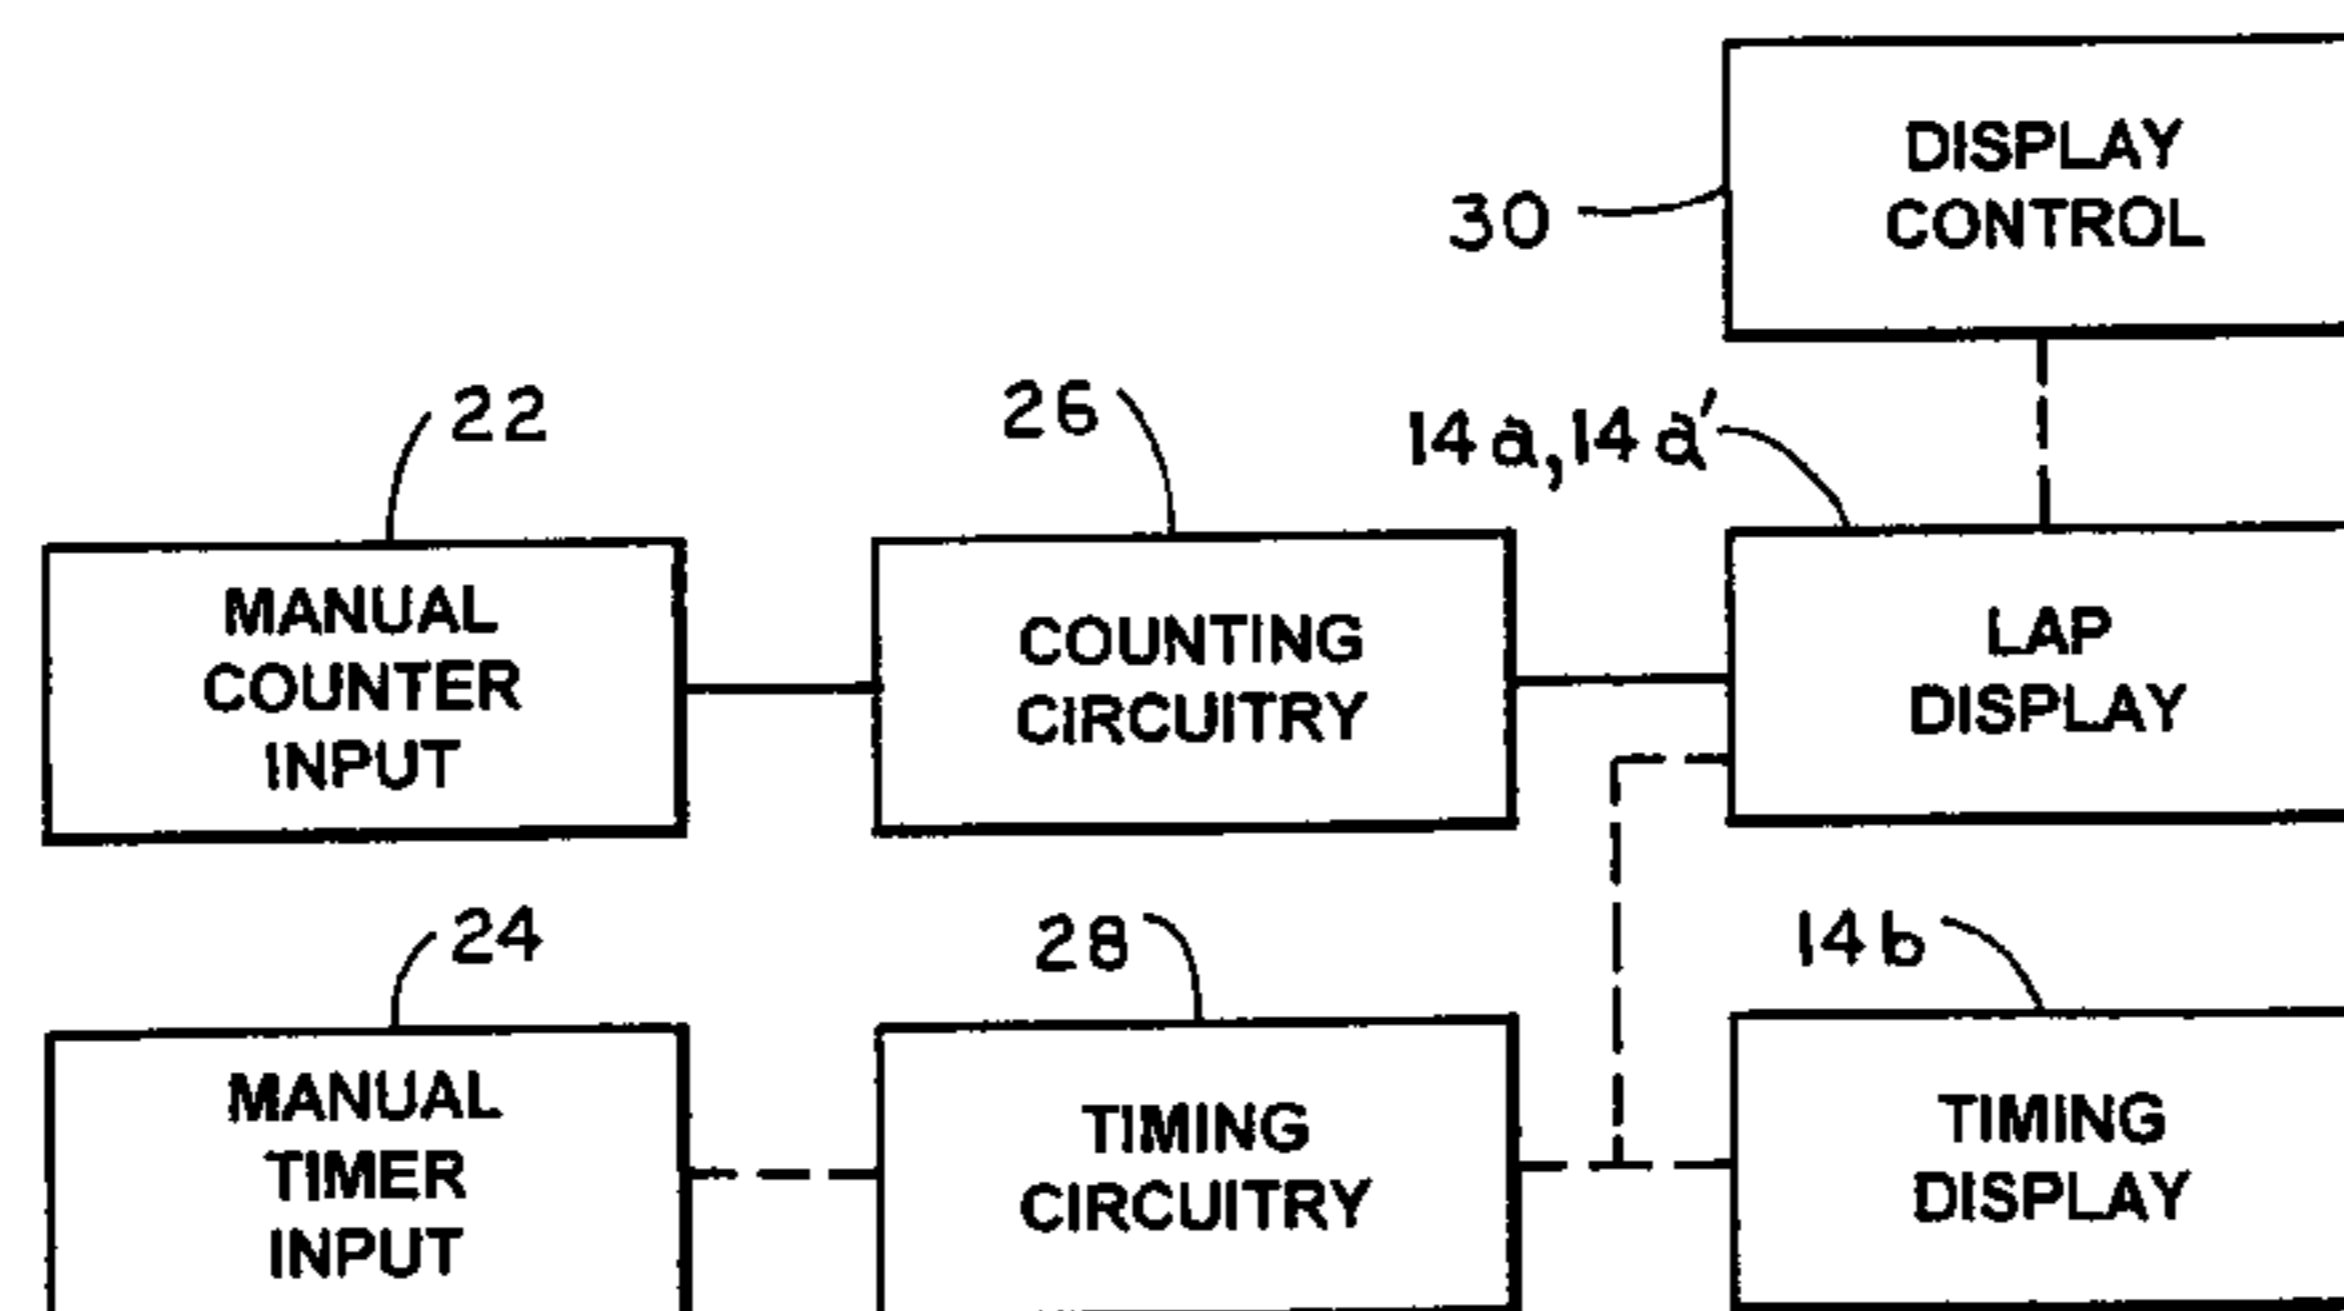 DISPLAY
CONTROL
30
22
26
14a,14a'
MANUAL
COUNTER
INPUT
COUNTING
CIRCUITRY
LAP
DISPLAY
24
28
14b
MANUAL
TIMER
INPUT
TIMING
CIRCUITRY
TIMING
DISPLAY